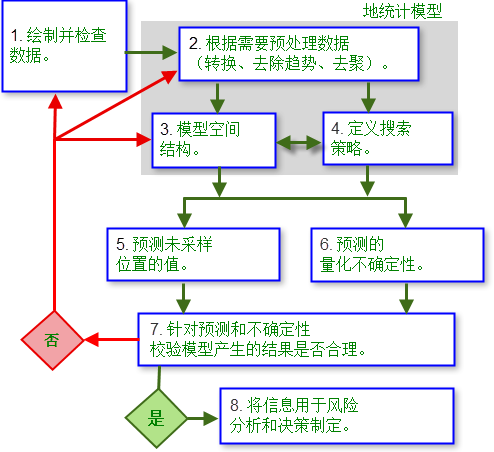 地统计模型
1. 绘制并检查
数据。
2. 根据需要预处理数据
（转换、去除趋势、去聚）。
3. 模型空间
结构。
4. 定义搜索
策略。
5. 预测未采样
位置的值。
6. 预测的
量化不确定性。
7. 针对预测和不确定性
校验模型产生的结果是否合理。
否
是
8. 将信息用于风险
分析和决策制定。